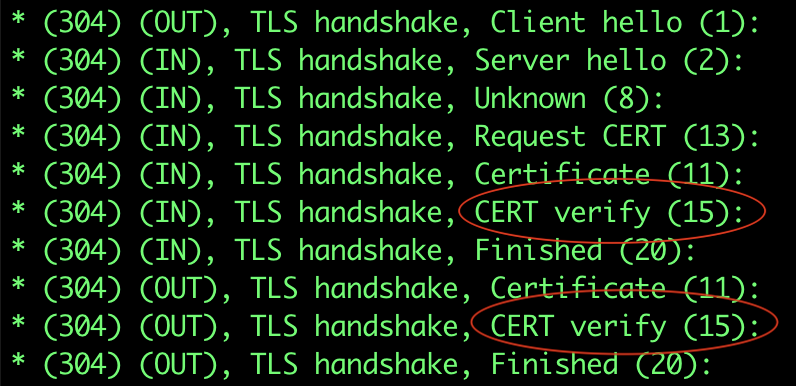 * (304) (OUT), TLS handshake, Client hello (1):
* (304) (IN), TLS handshake, Server hello (2):
* (304) (IN), TLS handshake, Unknown (8):
* (304) (IN), TLS handshake, Request CERT (13):
* (304) (IN), TLS handshake, Certificate (11):
* (304) (IN), TLS handshake, CERT verify (15):
* (304) (IN), TLS handshake, Finished (20):
* (304) (OUT), TLS handshake, Certificate (11):
* (304) (OUT), TLS handshake, CERT verify (15):
* (304) (OUT), TLS handshake, Finished (20):